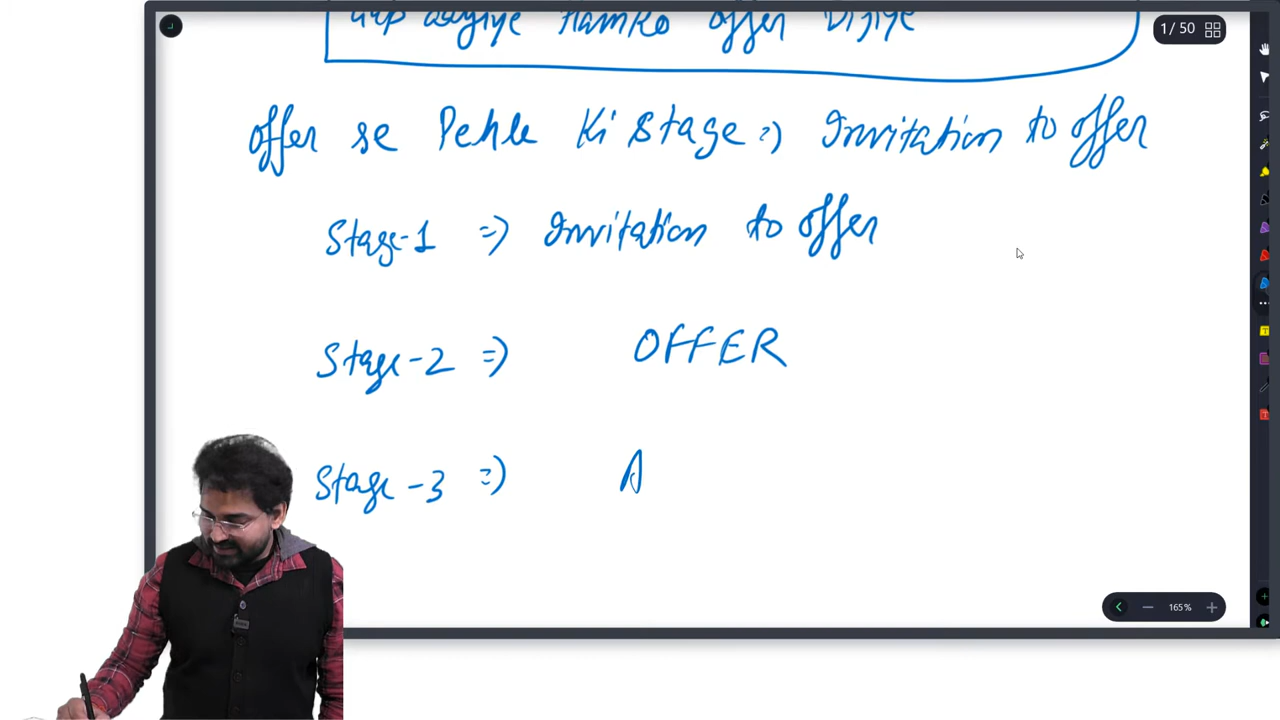 1 / 50
offer
offer se Pehle Ki Stage => Invitation to offer
Stage-1 => Invitation to offer
Stage-2 => OFFER
Stage-3 => A
165%